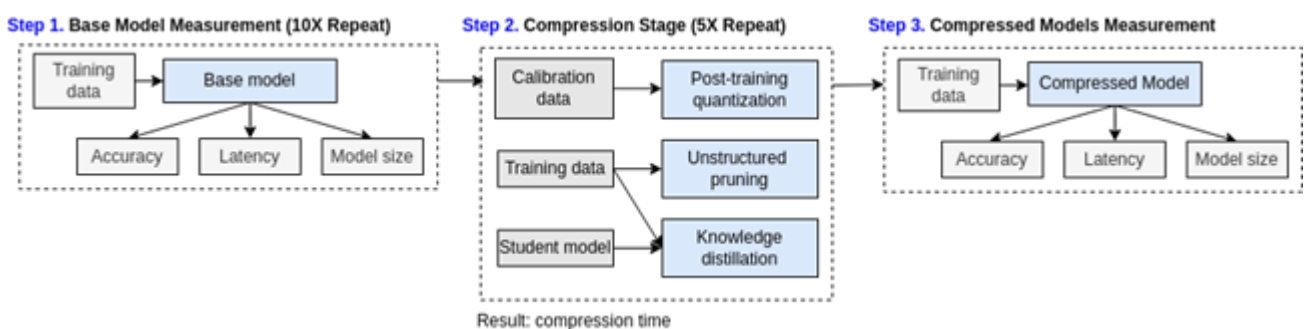 Step 1. Base Model Measurement (10X Repeat)
Training
data
Base model
Accuracy
Latency
Model size
Step 2. Compression Stage (5X Repeat)
Calibration
data
Post-training
quantization
Training data
Unstructured
pruning
Student model
Knowledge
distillation
Result: compression time
Step 3. Compressed Models Measurement
Training
data
Compressed Model
Accuracy
Latency
Model size